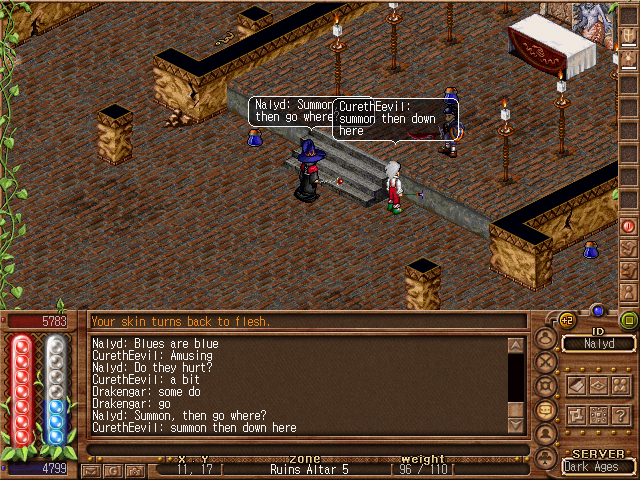 Nalyd: Summon
then go where
CurethEevil:
summon then down
here
5783
Your skin turns back to flesh.
+2
ID
Nalyd
Nalyd: Blues are blue
CurethEevil: Amusing
Nalyd: Do they hurt?
CurethEevil: a bit
Drakengar: some do
Drakengar: go
Nalyd: Summon, then go where?
CurethEevil: summon then down here
4799
x y zone weight
11, 17 Ruins Altar 5 96 / 110
SERVER
Dark Ages